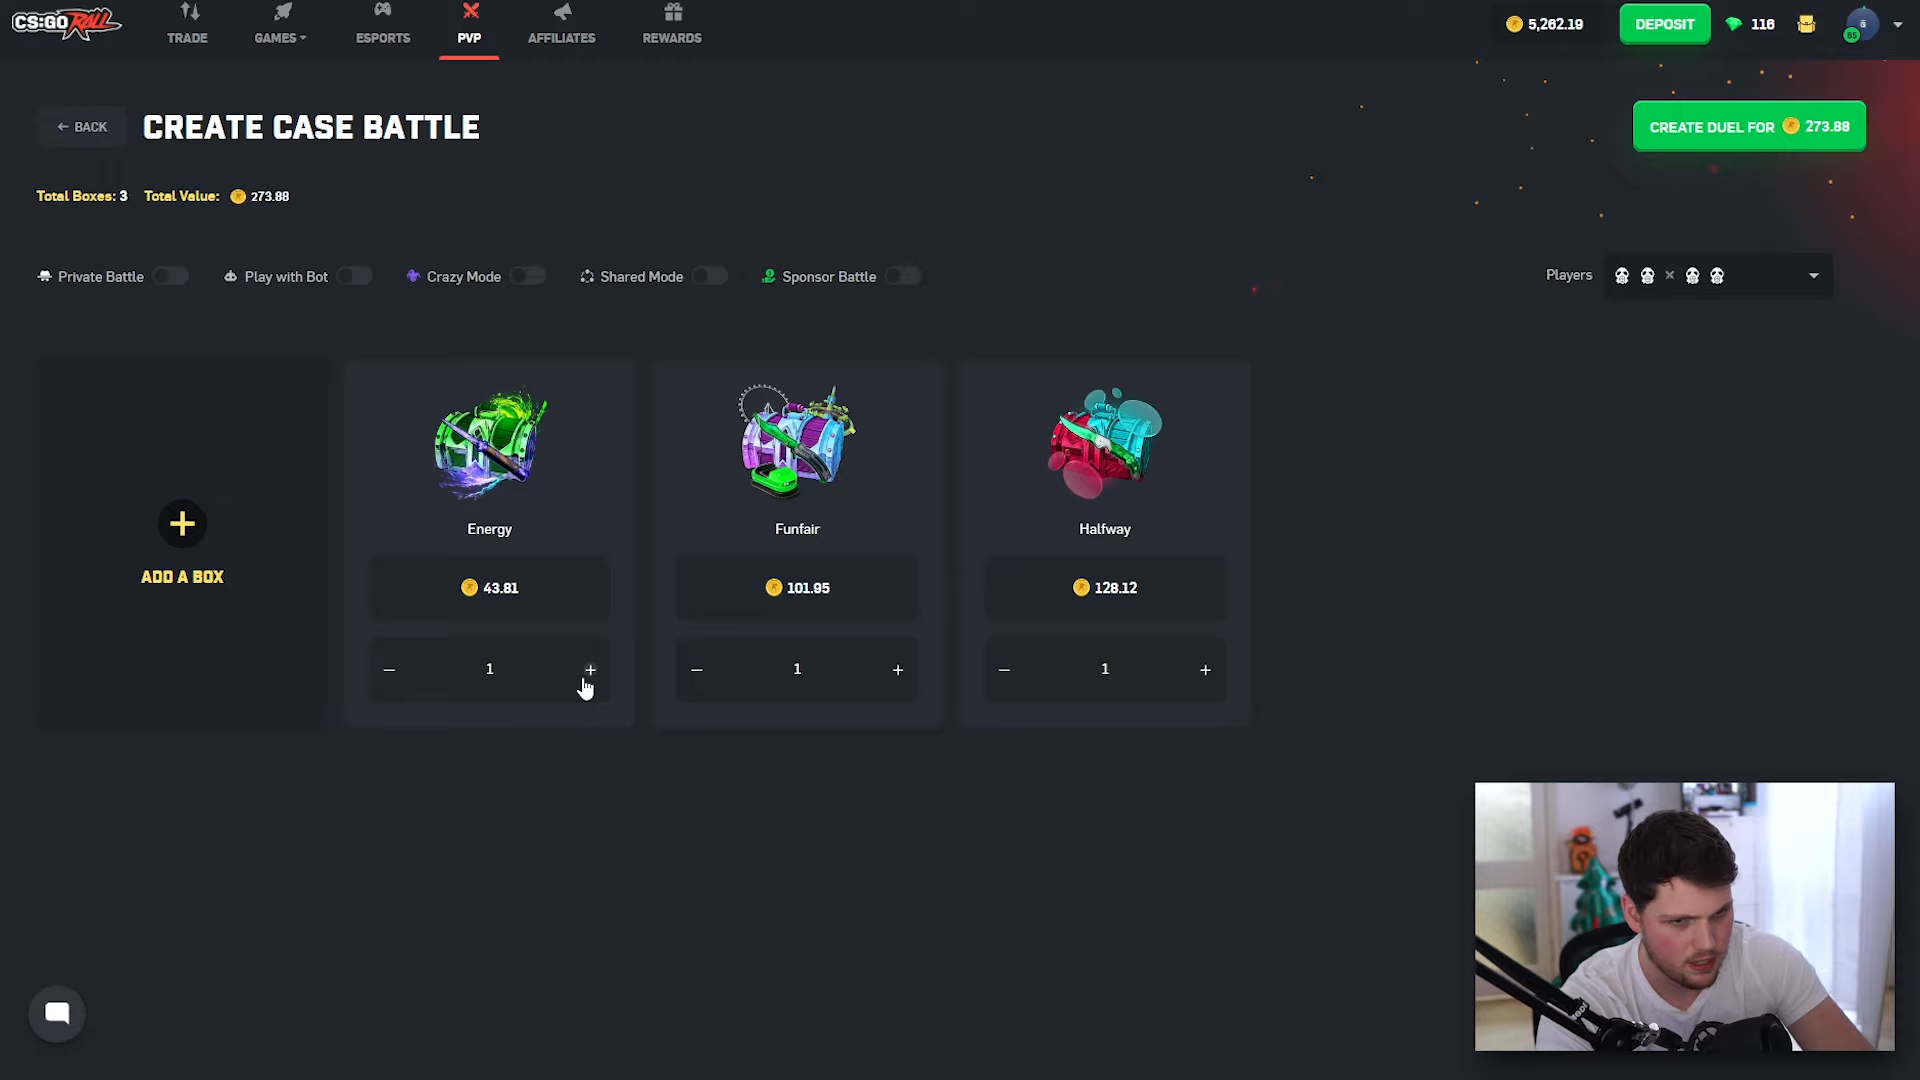 CS:GO ROLL
TRADE
GAMES
ESPORTS
PVP
AFFILIATES
REWARDS
5,262.19
DEPOSIT
116
85
← BACK
CREATE CASE BATTLE
CREATE DUEL FOR 273.88
Total Boxes: 3 Total Value: 273.88
Private Battle
Play with Bot
Crazy Mode
Shared Mode
Sponsor Battle
Players
+
ADD A BOX
Energy
43.81
− 1 +
Funfair
101.95
− 1 +
Halfway
128.12
− 1 +